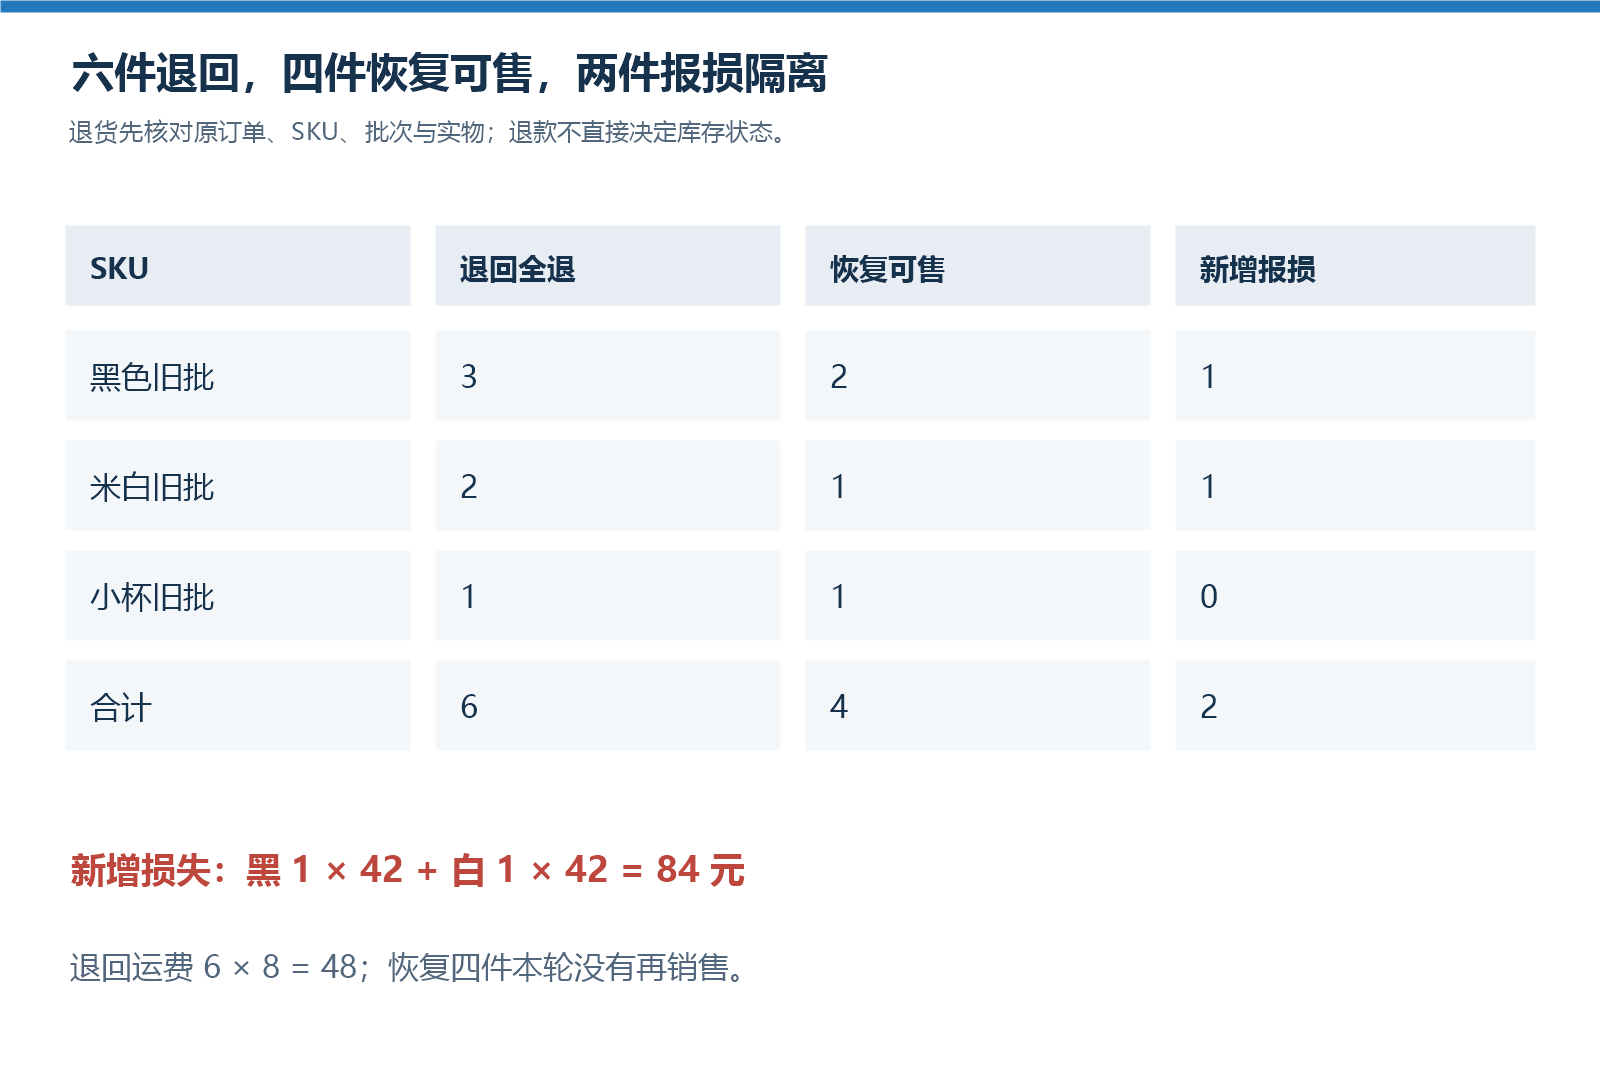 六件退回，四件恢复可售，两件报损隔离
退货先核对原订单、SKU、批次与实物；退款不直接决定库存状态。
SKU 退回全退 恢复可售 新增报损
黑色旧批 3 2 1
米白旧批 2 1 1
小杯旧批 1 1 0
合计 6 4 2
新增损失：黑 1 × 42 + 白 1 × 42 = 84 元
退回运费 6 × 8 = 48；恢复四件本轮没有再销售。